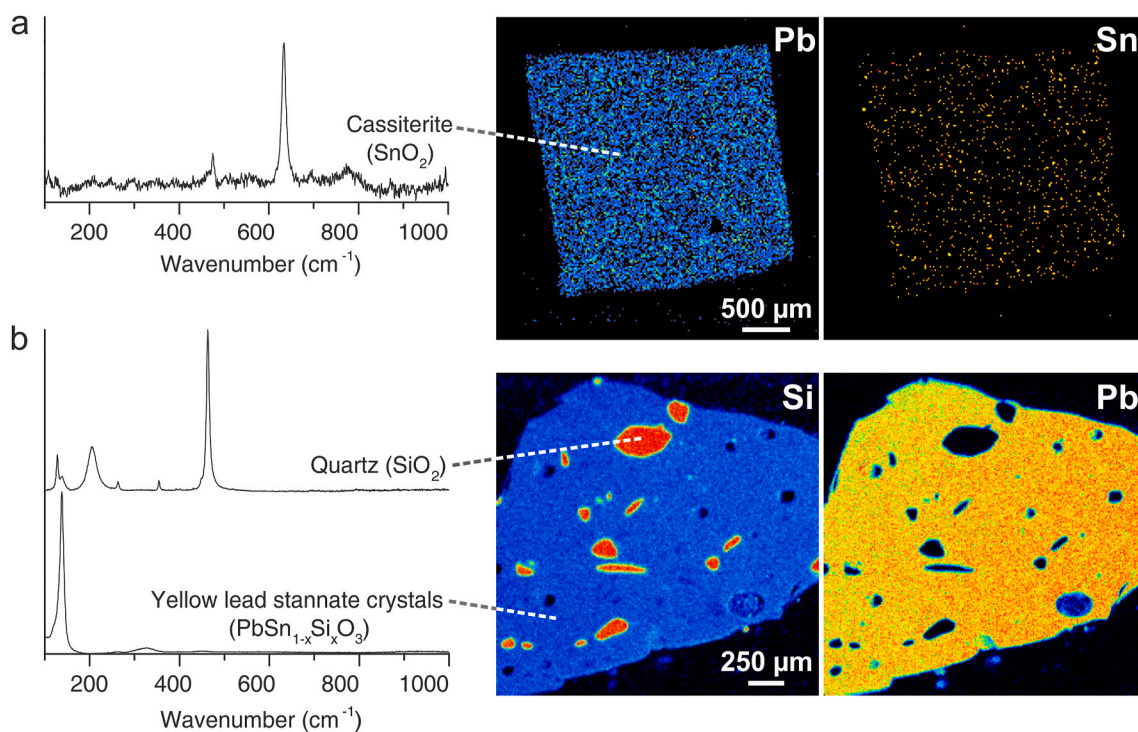 a
Cassiterite
(SnO₂)
200 400 600 800 1000
Wavenumber (cm⁻¹)
Pb
500 µm
Sn
b
Quartz (SiO₂)
Yellow lead stannate crystals
(PbSn₁₋ₓSiₓO₃)
200 400 600 800 1000
Wavenumber (cm⁻¹)
Si
250 µm
Pb